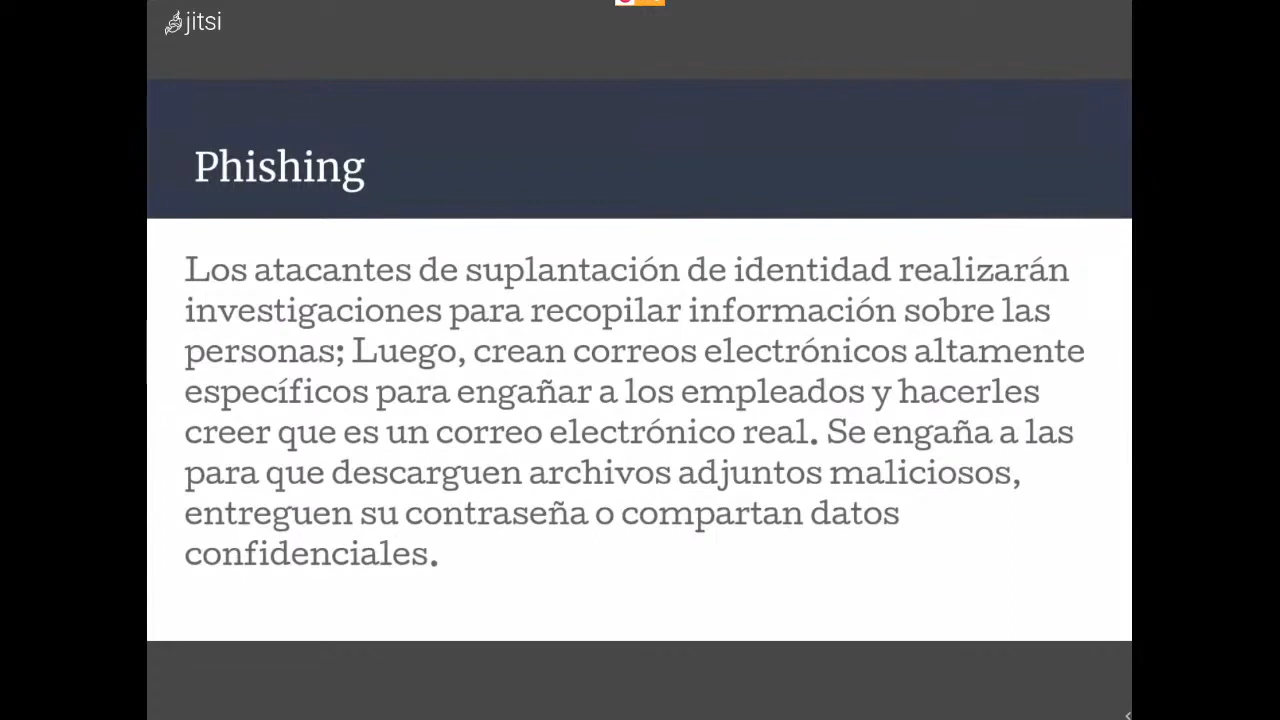 jitsi
Phishing
Los atacantes de suplantación de identidad realizarán
investigaciones para recopilar información sobre las
personas; Luego, crean correos electrónicos altamente
específicos para engañar a los empleados y hacerles
creer que es un correo electrónico real. Se engaña a las
para que descarguen archivos adjuntos maliciosos,
entreguen su contraseña o compartan datos
confidenciales.